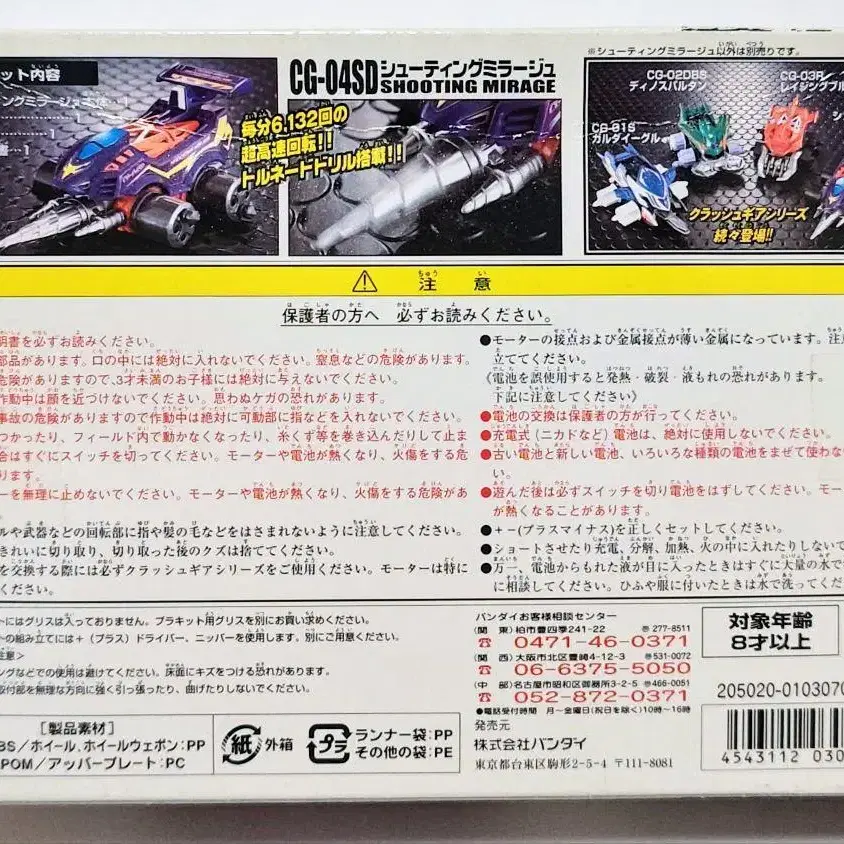 ット内容
CG-04SD シューティングミラージュ
SHOOTING MIRAGE
毎分6,132回の
超高速回転!!
トルネードドリル搭載!!
※シューティングミラージュ以外は別売りです。
CG-02DBS
ディノスパルタン
CG-03R/
レイジングブル
CG-01S
ガルダイーグル
クラッシュギアシリーズ
続々登場!!
⚠ 注意
保護者の方へ 必ずお読みください。
明書を必ずお読みください。
部品があります。口の中には絶対に入れないでください。窒息などの危険があります。
危険がありますので、3才未満のお子様には絶対に与えないでください。
作動中は顔を近づけないでください。思わぬケガの恐れがあります。
事故の危険がありますので作動中は絶対に可動部に指などを入れないでください。
つかったり、フィールド内で動かなくなったり、糸くず等を巻き込んだりして止ま
合はすぐにスイッチを切ってください。モーターや電池が熱くなり、火傷をする危
ります。
ーを無理に止めないでください。モーターや電池が熱くなり、火傷をする危険があ
ルや武器などの回転部に指や髪の毛などをはさまれないように注意してください。
きれいに切り取り、切り取った後のクズは捨ててください。
を交換する際には必ずクラッシュギアシリーズをご使用ください。モーターは特に
ください。
●モーターの接点および金属接点が薄い金属になっています。注意
立ててください。
《電池を誤使用すると発熱・破裂・液もれの恐れがあります。
下記に注意してください》
●電池の交換は保護者の方が行ってください。
●充電式(ニカドなど)電池は、絶対に使用しないでください。
●古い電池と新しい電池、いろいろな種類の電池をまぜて使わな
い。
●遊んだ後は必ずスイッチを切り電池をはずしてください。モー
が熱くなることがあります。
●+-(プラスマイナス)を正しくセットしてください。
●ショートさせたり充電、分解、加熱、火の中に入れたりしないで
●万一、電池からもれた液が目に入ったときはすぐに大量の水で
に相談してください。ひふや服に付いたときは水で洗ってくだ
トにはグリスは入っておりません。プラキット用グリスを別にお買い求めください。
トの組み立てには+(プラス)ドライバー、ニッパーを使用します。別にご用意ください。
注意>
ングなどでの使用は避けてください。床面にキズをつける恐れがあります。
取付部を無理な方向に強く引っ張ったり、曲げたりしないでください。
バンダイお客様相談センター
(関東)柏市豊四季241-22 〠277-8511
☎ 0471-46-0371
(関西)大阪市北区豊崎4-12-3 〠531-0072
☎ 06-6375-5050
(中部)名古屋市昭和区御器所3-2-5 〠466-0051
☎ 052-872-0371
●電話受付時間 月〜金曜日(祝日を除く)10時〜16時
発売元
株式会社バンダイ
東京都台東区駒形2-5-4 〒111-8081
対象年齢
8才以上
205020-0103070
4543112 030
[製品素材]
BS/ホイール、ホイールウェポン:PP
POM/アッパープレート:PC
紙 外箱
プラ ランナー袋:PP
その他の袋:PE